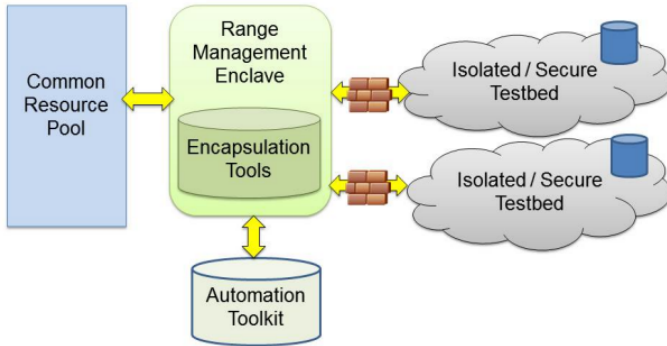 Common
Resource
Pool
Range
Management
Enclave
Encapsulation
Tools
Automation
Toolkit
Isolated / Secure
Testbed
Isolated / Secure
Testbed